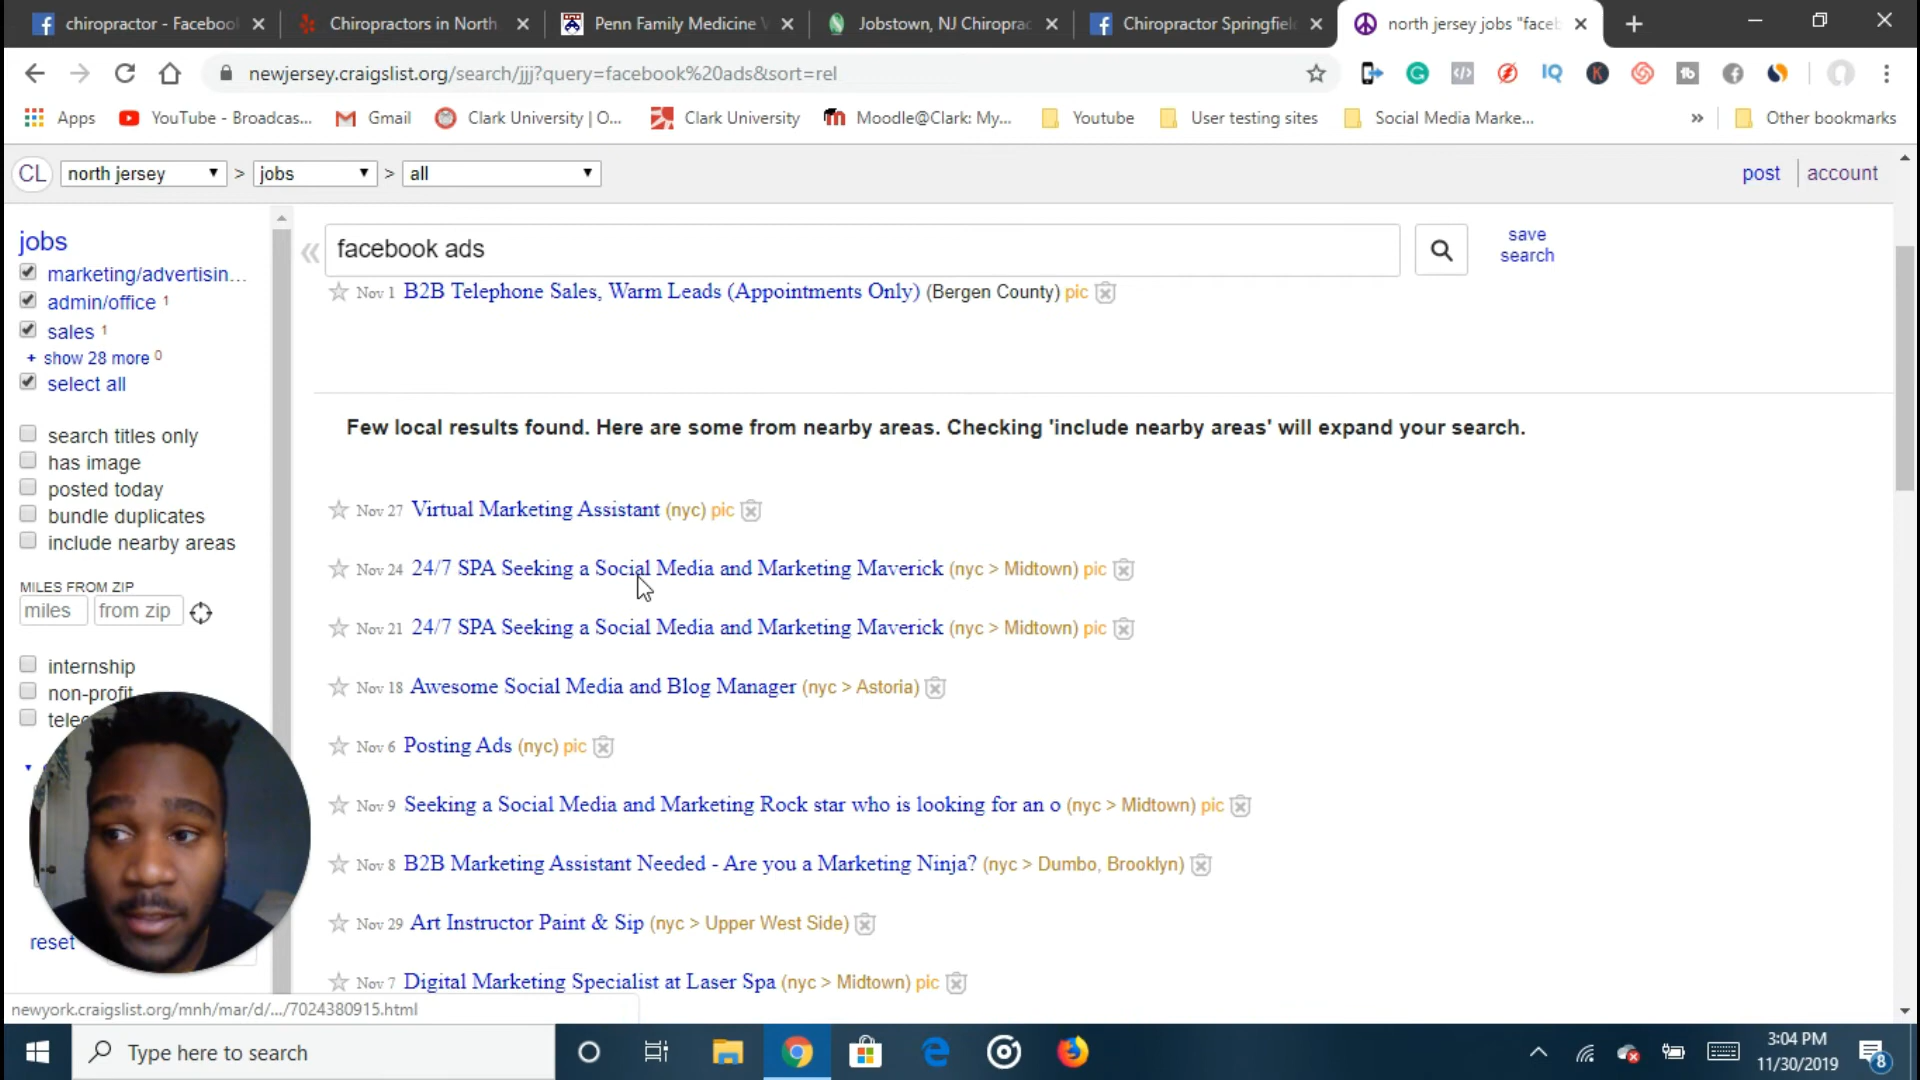 chiropractor - Facebook
Chiropractors in North
Penn Family Medicine V
Jobstown, NJ Chiroprac
Chiropractor Springfield
north jersey jobs "faceb
newjersey.craigslist.org/search/jjj?query=facebook%20ads&sort=rel
Apps
YouTube - Broadcas...
Gmail
Clark University | O...
Clark University
Moodle@Clark: My...
Youtube
User testing sites
Social Media Marke...
»
Other bookmarks
CL
north jersey
>
jobs
>
all
post
account
jobs
marketing/advertisin...
admin/office 1
sales 1
+ show 28 more 0
select all
search titles only
has image
posted today
bundle duplicates
include nearby areas
MILES FROM ZIP
miles
from zip
internship
non-profit
reset
«
facebook ads
save
search
Nov 1 B2B Telephone Sales, Warm Leads (Appointments Only) (Bergen County) pic
Few local results found. Here are some from nearby areas. Checking 'include nearby areas' will expand your search.
Nov 27 Virtual Marketing Assistant (nyc) pic
Nov 24 24/7 SPA Seeking a Social Media and Marketing Maverick (nyc > Midtown) pic
Nov 21 24/7 SPA Seeking a Social Media and Marketing Maverick (nyc > Midtown) pic
Nov 18 Awesome Social Media and Blog Manager (nyc > Astoria)
Nov 6 Posting Ads (nyc) pic
Nov 9 Seeking a Social Media and Marketing Rock star who is looking for an o (nyc > Midtown) pic
Nov 8 B2B Marketing Assistant Needed - Are you a Marketing Ninja? (nyc > Dumbo, Brooklyn)
Nov 29 Art Instructor Paint & Sip (nyc > Upper West Side)
Nov 7 Digital Marketing Specialist at Laser Spa (nyc > Midtown) pic
newyork.craigslist.org/mnh/mar/d/.../7024380915.html
Type here to search
3:04 PM
11/30/2019
8